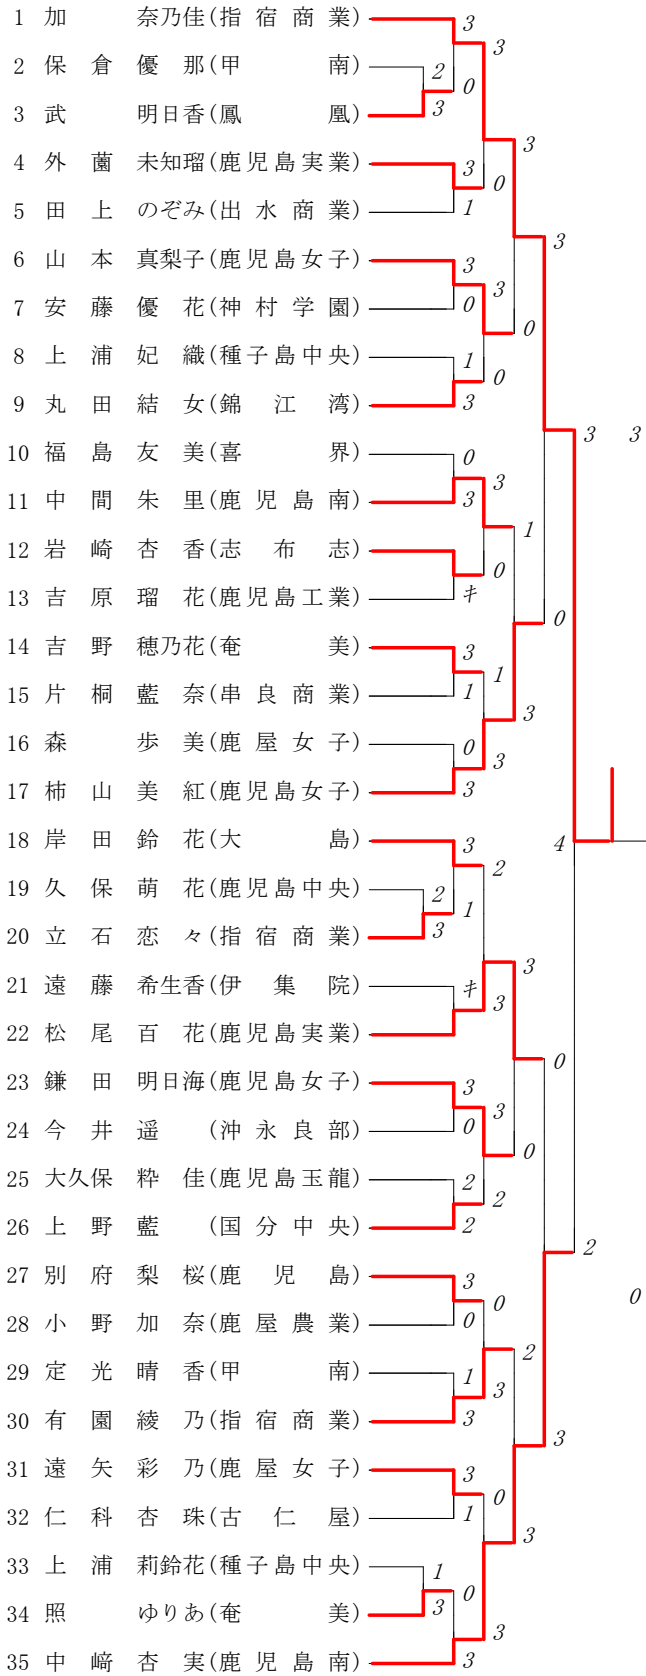 1 加 奈乃佳(指宿商業) 3
3
2 保倉優那(甲南) 2
0
3 武 明日香(鳳凰) 3
3
4 外薗未知瑠(鹿児島実業) 3
0
5 田上のぞみ(出水商業) 1
3
6 山本真梨子(鹿児島女子) 3
3
7 安藤優花(神村学園) 0
0
8 上浦妃織(種子島中央) 1
0
9 丸田結女(錦江湾) 3
3 3
10 福島友美(喜界) 0
3
11 中間朱里(鹿児島南) 3
1
12 岩崎杏香(志布志)
0
13 吉原瑠花(鹿児島工業) キ
0
14 吉野穂乃花(奄美) 3
1
15 片桐藍奈(串良商業) 1
3
16 森 歩美(鹿屋女子) 0
3
17 柿山美紅(鹿児島女子) 3
18 岸田鈴花(大島) 3 4
2
19 久保萌花(鹿児島中央) 2
1
20 立石恋々(指宿商業) 3
3
21 遠藤希生香(伊集院) キ
3
22 松尾百花(鹿児島実業)
0
23 鎌田明日海(鹿児島女子) 3
3
24 今井遥(沖永良部) 0
0
25 大久保粋佳(鹿児島玉龍) 2
2
26 上野藍(国分中央) 2
2
27 別府梨桜(鹿児島) 3
0 0
28 小野加奈(鹿屋農業) 0
2
29 定光晴香(甲南) 1
3
30 有園綾乃(指宿商業) 3
3
31 遠矢彩乃(鹿屋女子) 3
0
32 仁科杏珠(古仁屋) 1
3
33 上浦莉鈴花(種子島中央) 1
0
34 照 ゆりあ(奄美) 3
3
35 中﨑杏実(鹿児島南) 3